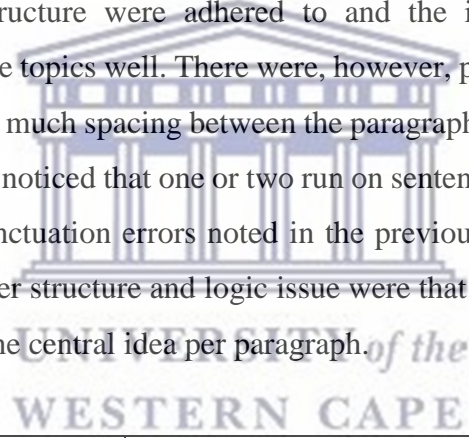 ructure were adhered to and the i
e topics well. There were, however, p
much spacing between the paragraph
noticed that one or two run on senten
nctuation errors noted in the previou
er structure and logic issue were that
ne central idea per paragraph.
UNIVERSITY of the
WESTERN CAPE